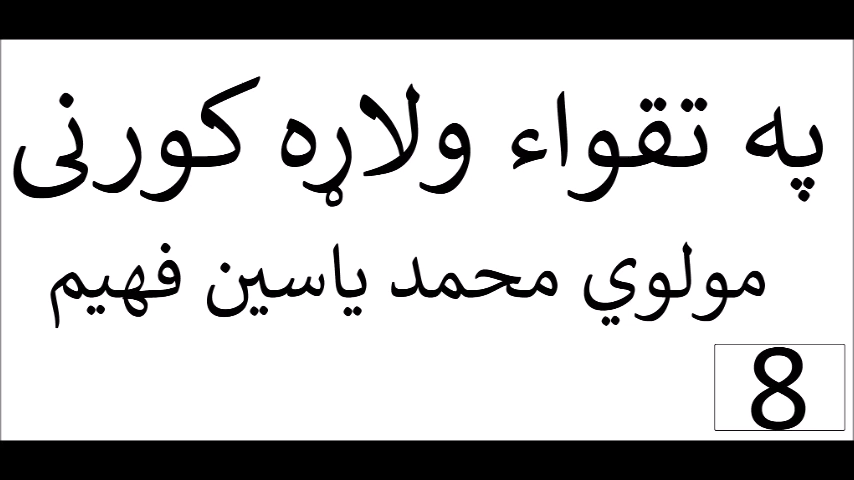 په تقواء ولاړه کورنی
مولوي محمد یاسین فهیم
8